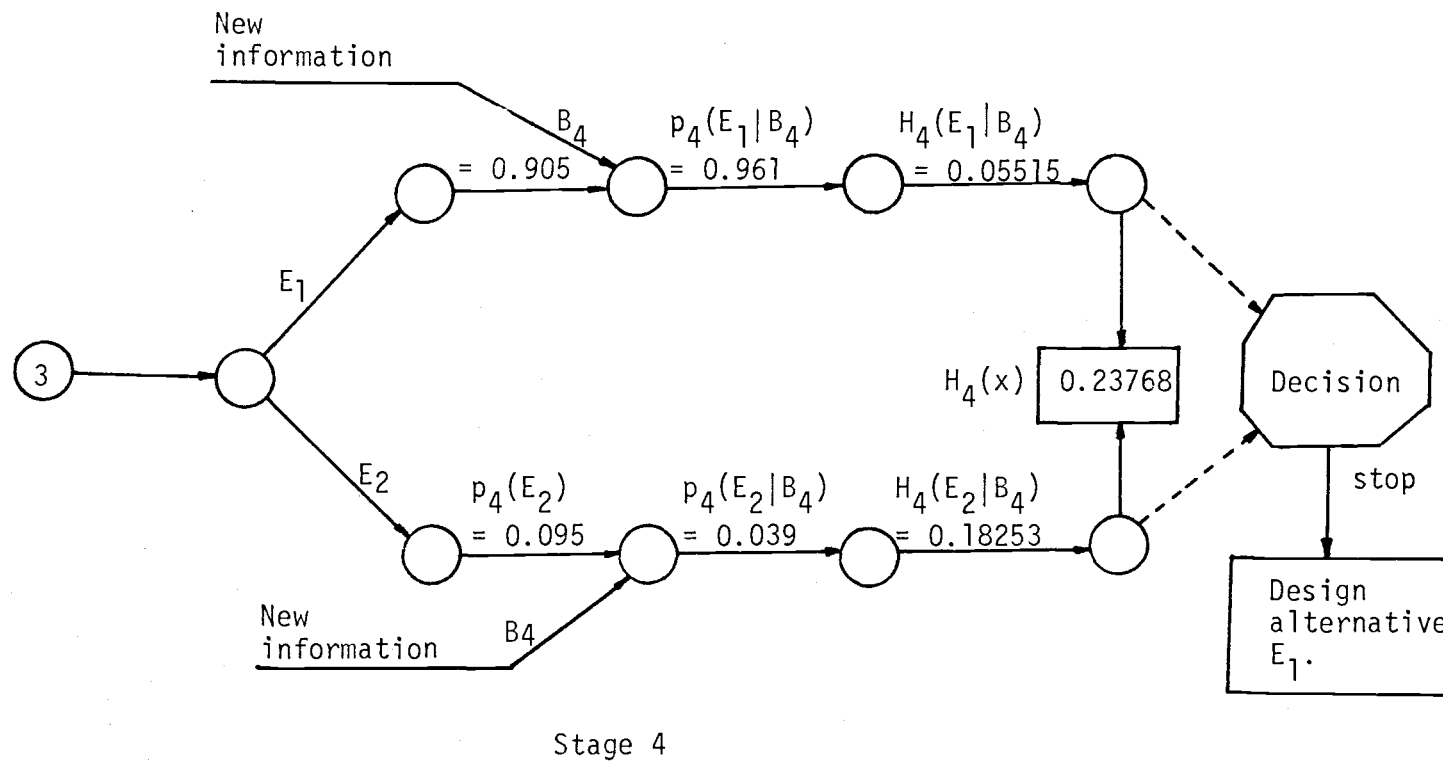 New
information
B4
p4(E1|B4)
H4(E1|B4)
= 0.905
= 0.961
= 0.05515
E1
3
H4(x)
0.23768
Decision
E2
p4(E2)
p4(E2|B4)
H4(E2|B4)
= 0.095
= 0.039
= 0.18253
stop
New
information
B4
Design
alternative
E1.
Stage 4